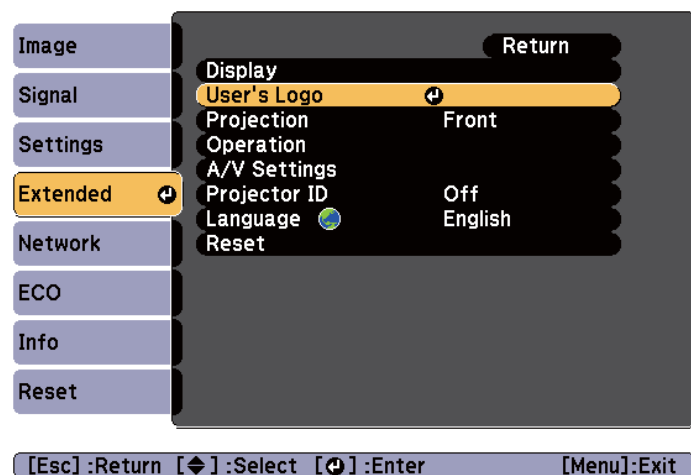 Image
Signal
Settings
Extended
Network
ECO
Info
Reset
Return
Display
User's Logo
Projection Front
Operation
A/V Settings
Projector ID Off
Language English
Reset
[Esc] :Return [◆] :Select [↵] :Enter [Menu]:Exit